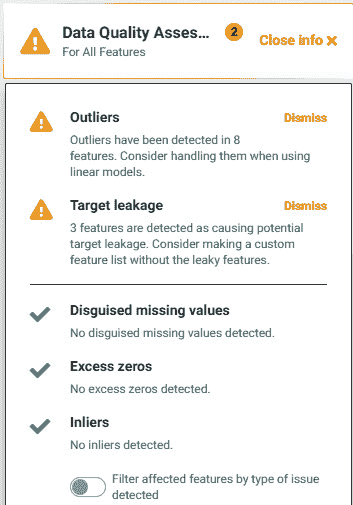 Data Quality Asses... 2
Close info ×
For All Features
Outliers Dismiss
Outliers have been detected in 8
features. Consider handling them when using
linear models.
Target leakage Dismiss
3 features are detected as causing potential
target leakage. Consider making a custom
feature list without the leaky features.
Disguised missing values
No disguised missing values detected.
Excess zeros
No excess zeros detected.
Inliers
No inliers detected.
Filter affected features by type of issue
detected